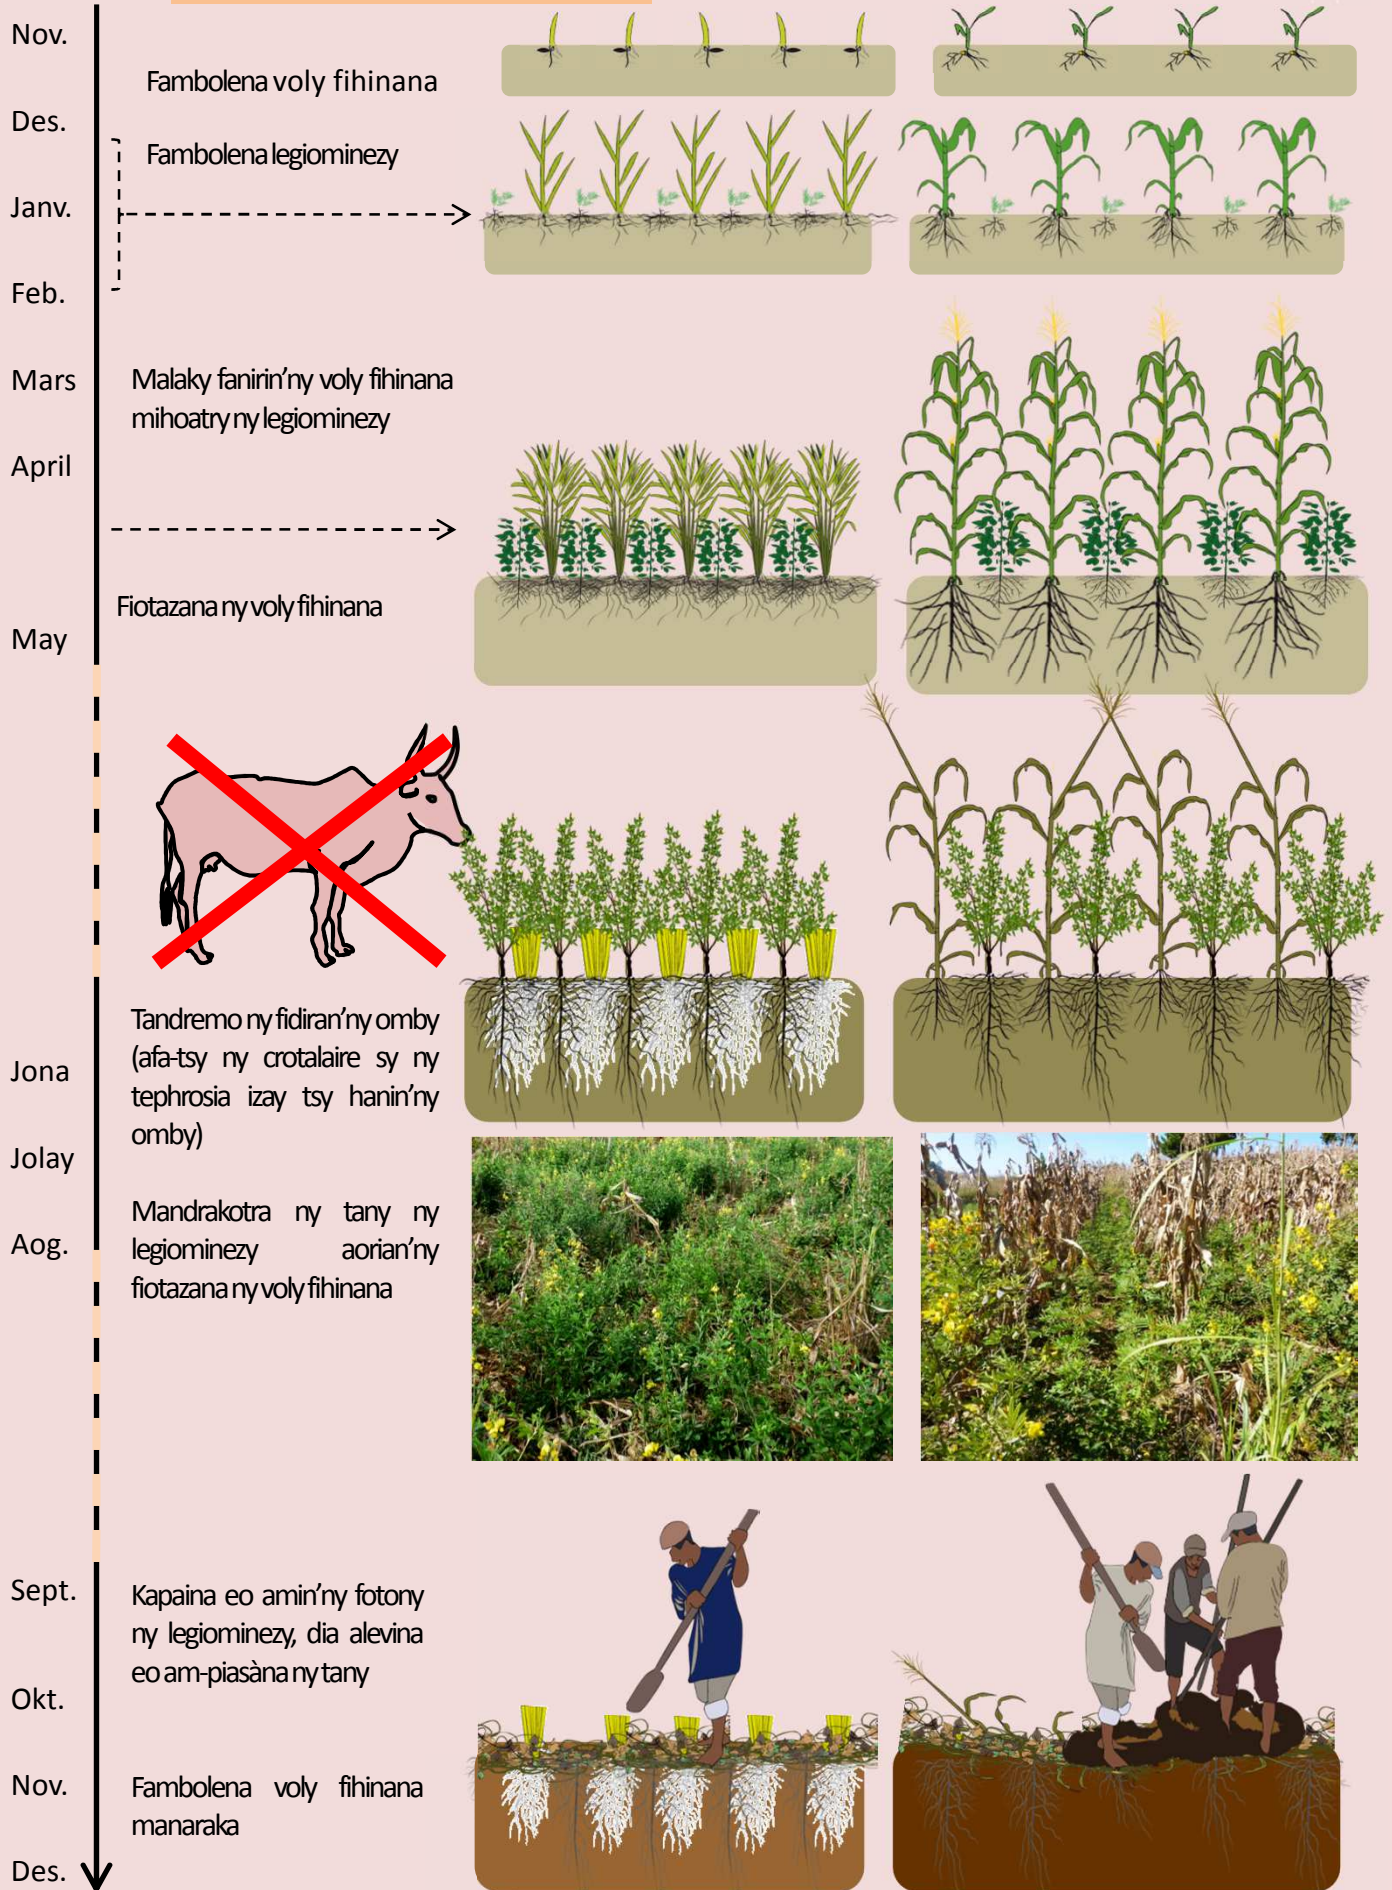 Nov.
Fambolena voly fihinana
Des.
Fambolena legiominezy
Janv.
Feb.
Mars
Malaky fanirin’ny voly fihinana
mihoatry ny legiominezy
April
Fiotazana ny voly fihinana
May
Tandremo ny fidiran’ny omby
(afa-tsy ny crotalaire sy ny
tephrosia izay tsy hanin’ny
omby)
Jona
Jolay
Mandrakotra ny tany ny
legiominezy aorian’ny
fiotazana ny voly fihinana
Aog.
Sept.
Kapaina eo amin’ny fotony
ny legiominezy, dia alevina
eo am-piasàna ny tany
Okt.
Nov.
Fambolena voly fihinana
manaraka
Des.